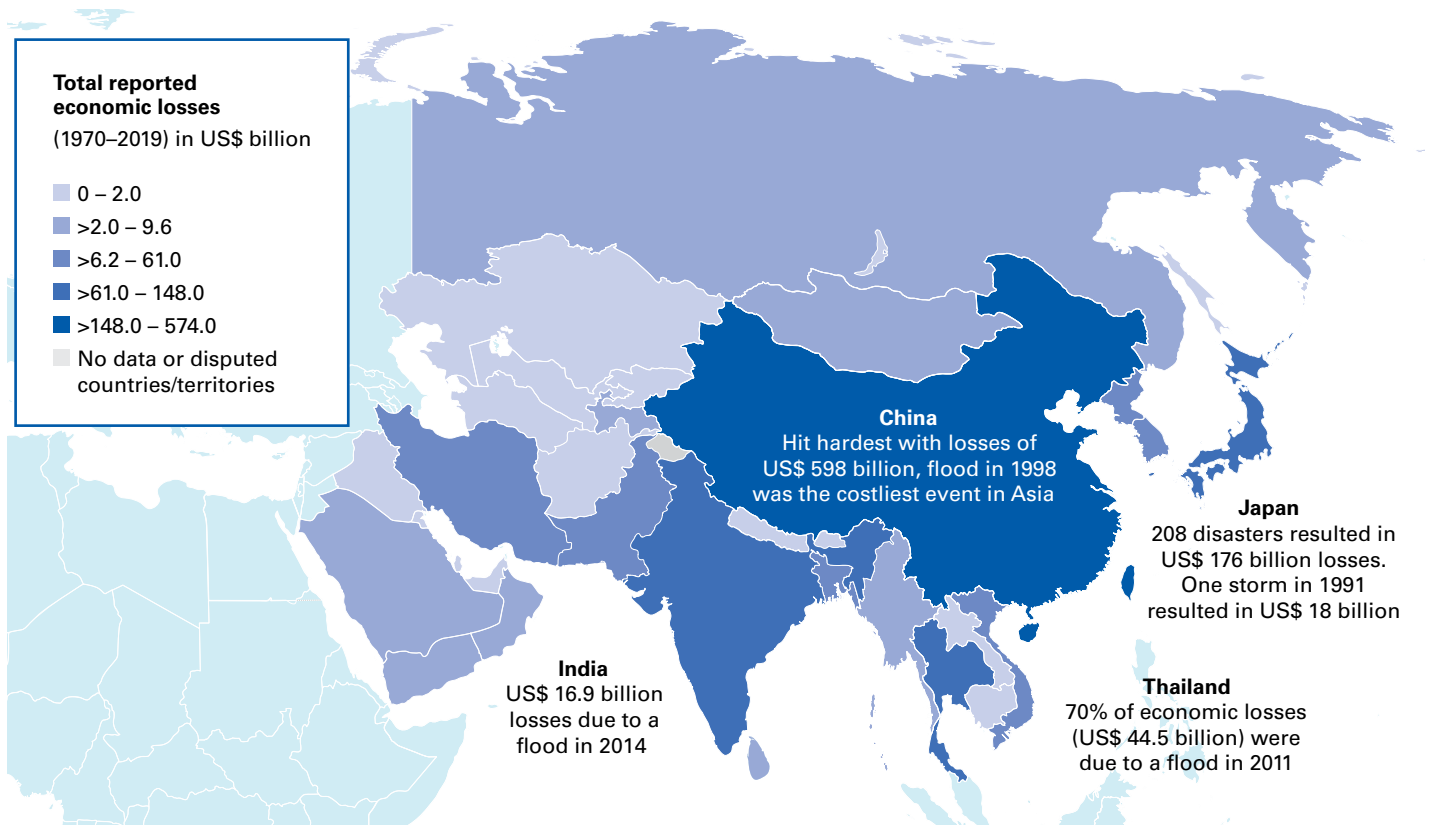 Total reported
economic losses
(1970–2019) in US$ billion
0 – 2.0
>2.0 – 9.6
>6.2 – 61.0
>61.0 – 148.0
>148.0 – 574.0
No data or disputed
countries/territories
China
Hit hardest with losses of
US$ 598 billion, flood in 1998
was the costliest event in Asia
Japan
208 disasters resulted in
US$ 176 billion losses.
One storm in 1991
resulted in US$ 18 billion
India
US$ 16.9 billion
losses due to a
flood in 2014
Thailand
70% of economic losses
(US$ 44.5 billion) were
due to a flood in 2011